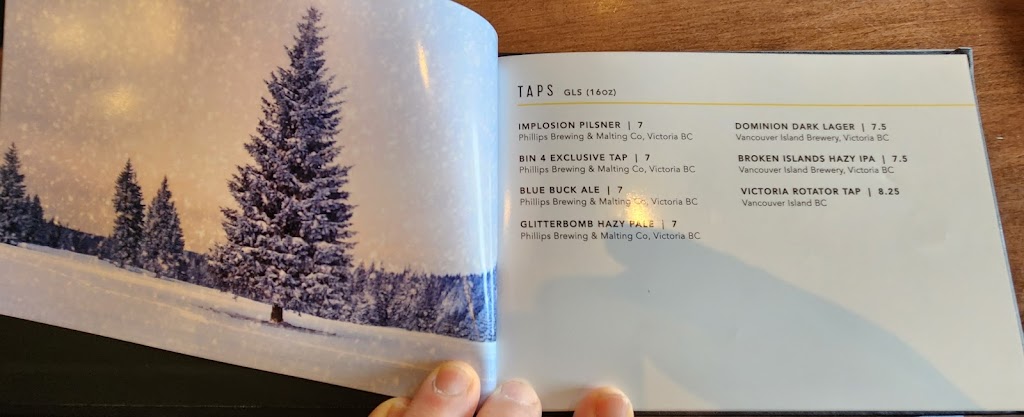 TAPS GLS (16OZ)
IMPLOSION PILSNER | 7
Phillips Brewing & Malting Co, Victoria BC
BIN 4 EXCLUSIVE TAP | 7
Phillips Brewing & Malting Co, Victoria BC
BLUE BUCK ALE | 7
Phillips Brewing & Malting Co, Victoria BC
GLITTERBOMB HAZY PALE | 7
Phillips Brewing & Malting Co, Victoria BC
DOMINION DARK LAGER | 7.5
Vancouver Island Brewery, Victoria BC
BROKEN ISLANDS HAZY IPA | 7.5
Vancouver Island Brewery, Victoria BC
VICTORIA ROTATOR TAP | 8.25
Vancouver Island BC